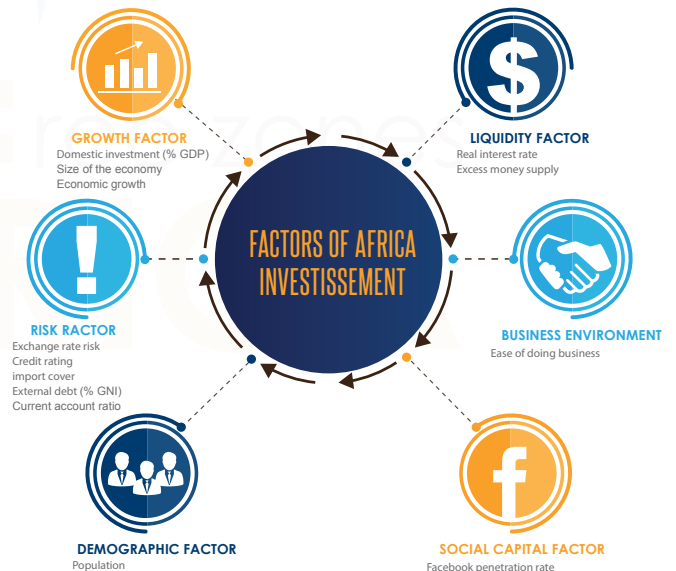 GROWTH FACTOR
Domestic investment (% GDP)
Size of the economy
Economic growth
LIQUIDITY FACTOR
Real interest rate
Excess money supply
FACTORS OF AFRICA
INVESTISSEMENT
RISK RACTOR
Exchange rate risk
Credit rating
import cover
External debt (% GNI)
Current account ratio
BUSINESS ENVIRONMENT
Ease of doing business
DEMOGRAPHIC FACTOR
Population
SOCIAL CAPITAL FACTOR
Facebook penetration rate